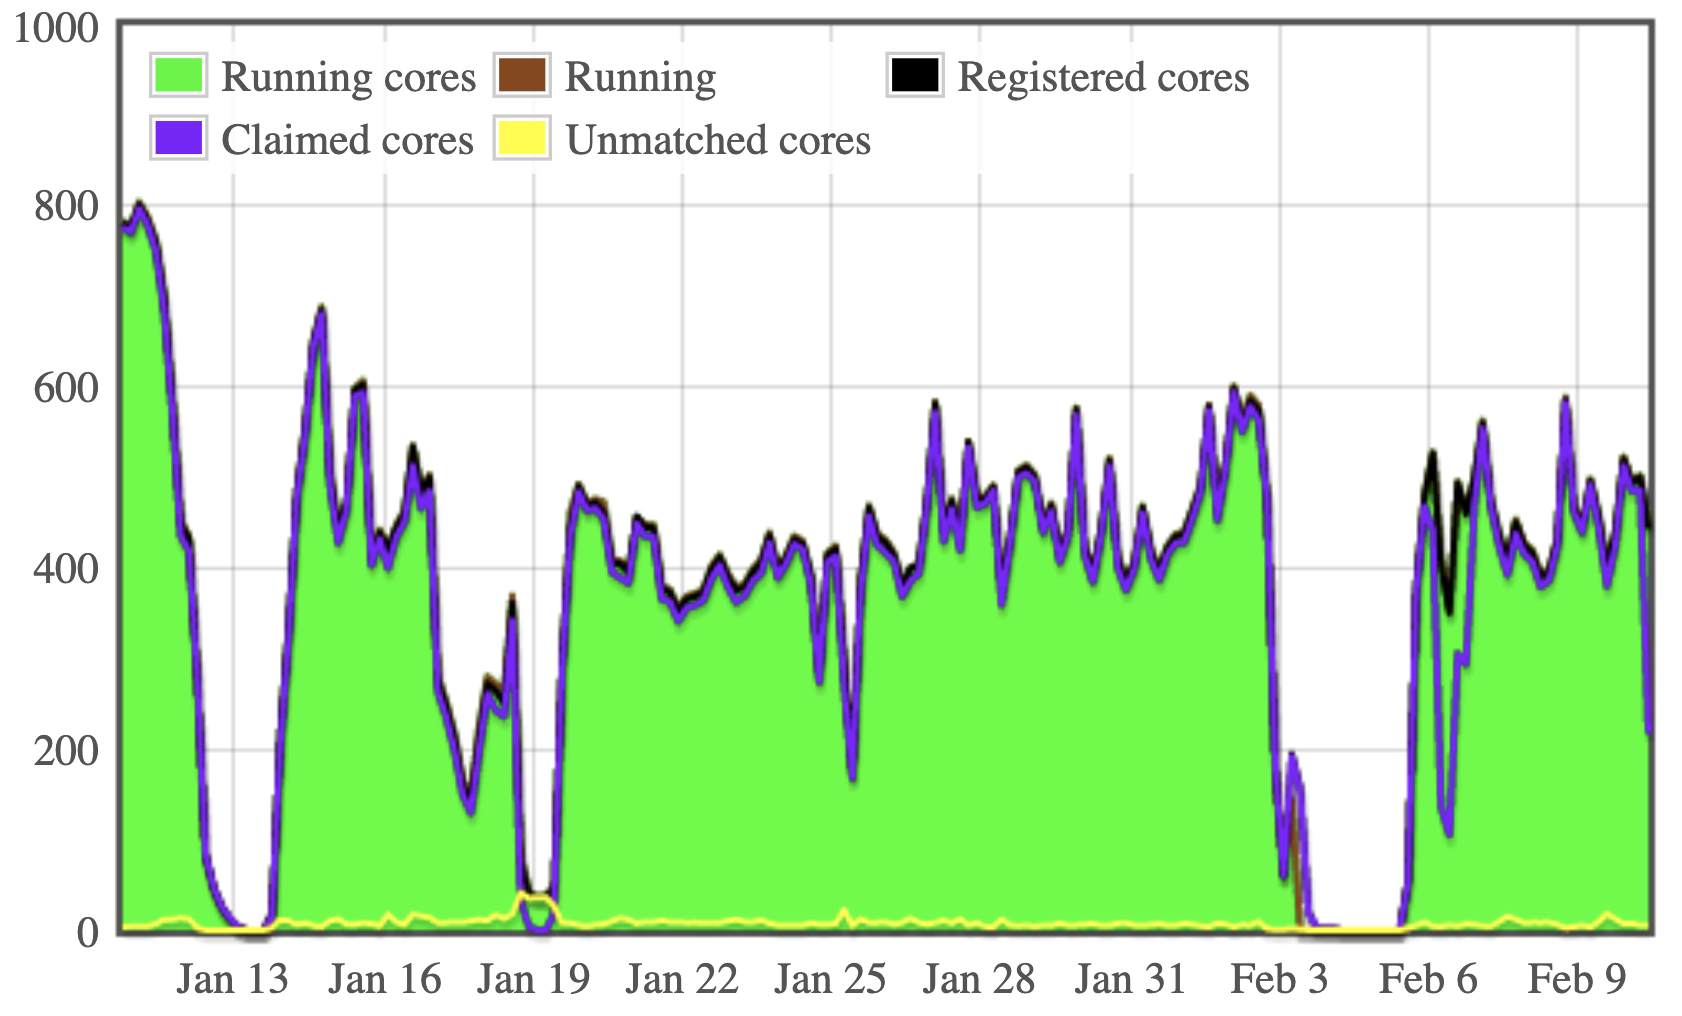 1000
Running cores Running Registered cores
Claimed cores Unmatched cores
800
600
400
200
0
Jan 13 Jan 16 Jan 19 Jan 22 Jan 25 Jan 28 Jan 31 Feb 3 Feb 6 Feb 9